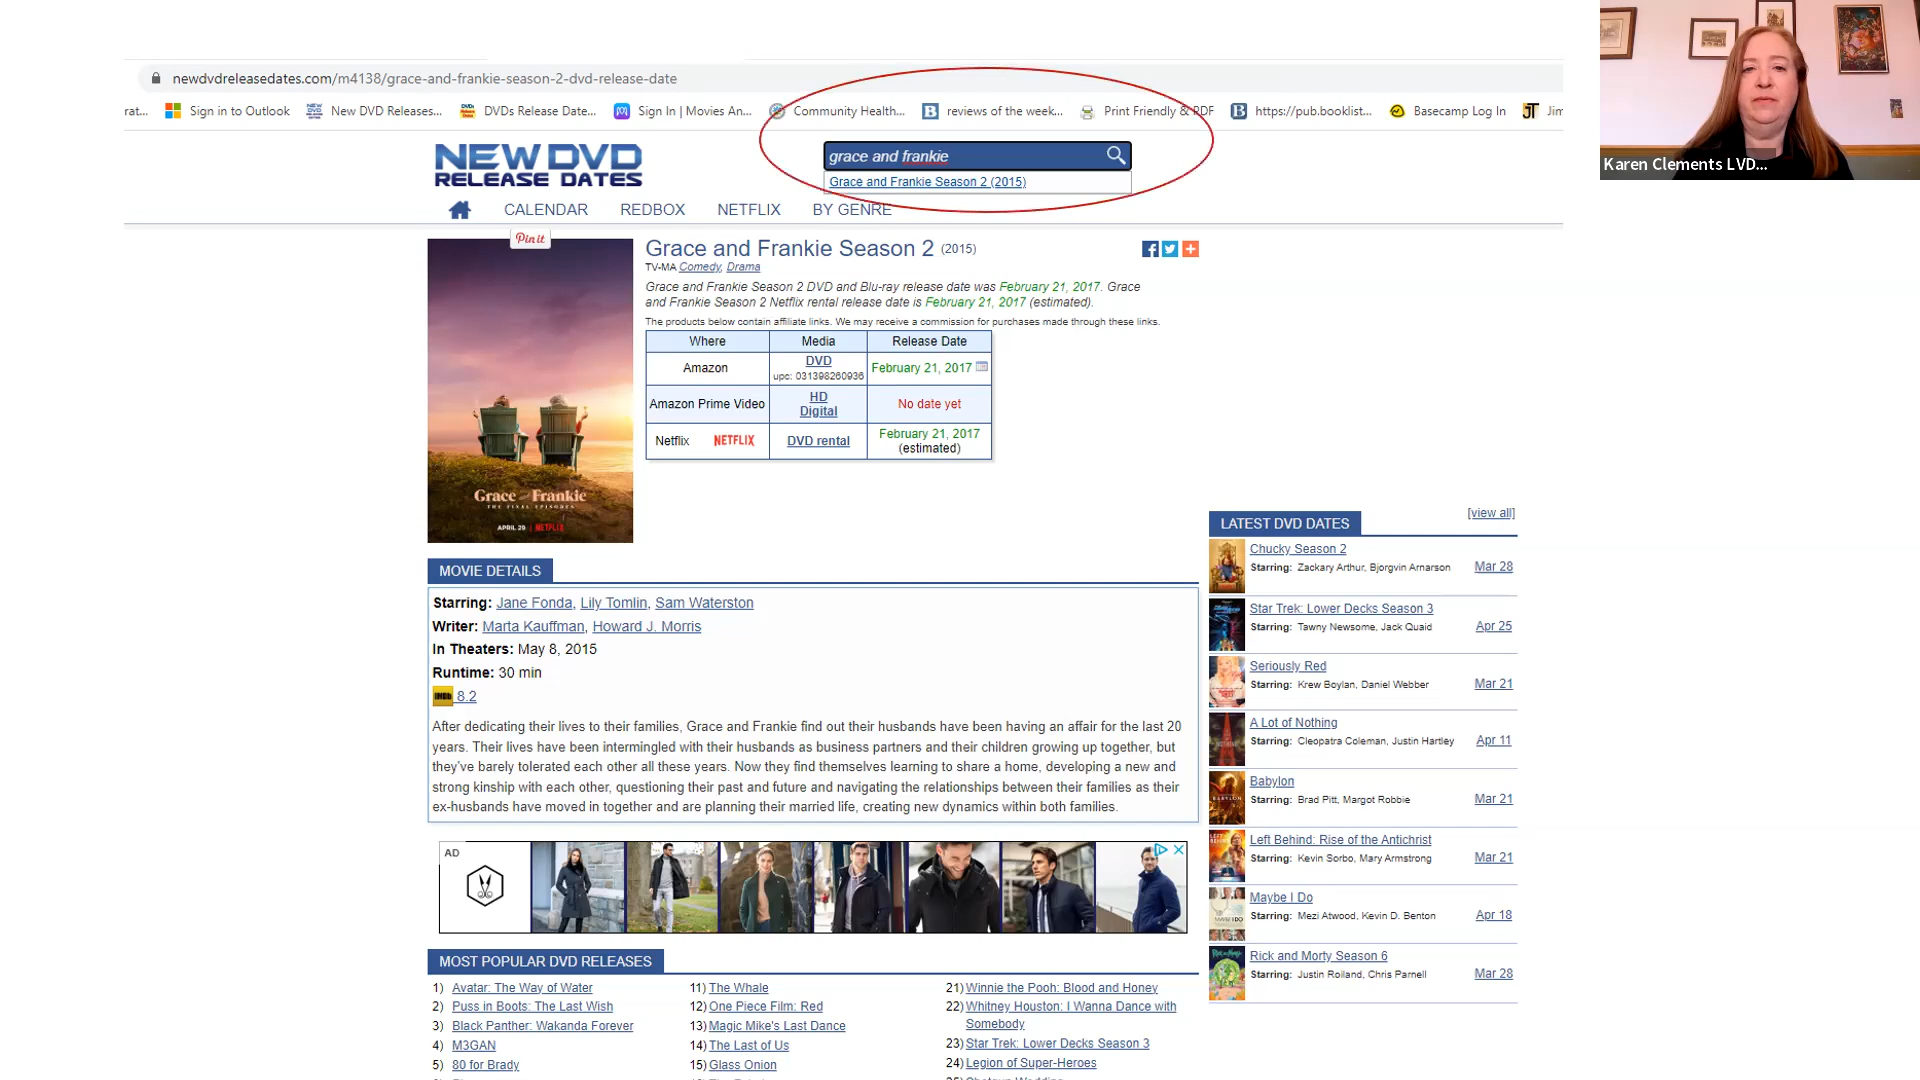 newdvdreleasedates.com/m4138/grace-and-frankie-season-2-dvd-release-date
Karen Clements LVD...
rat... Sign in to Outlook New DVD Releases... DVDs Release Date... Sign In | Movies An... Community Health... reviews of the week... Print Friendly & PDF https://pub.booklist... Basecamp Log In Jim
NEW DVD
RELEASE DATES
grace and frankie
Grace and Frankie Season 2 (2015)
CALENDAR REDBOX NETFLIX BY GENRE
Pin it
Grace and Frankie Season 2 (2015)
TV-MA Comedy, Drama
Grace and Frankie Season 2 DVD and Blu-ray release date was February 21, 2017. Grace
and Frankie Season 2 Netflix rental release date is February 21, 2017 (estimated).
The products below contain affiliate links. We may receive a commission for purchases made through these links.
Where Media Release Date
Amazon DVD February 21, 2017
upc: 031398260936
Amazon Prime Video HD No date yet
Digital
Netflix NETFLIX DVD rental February 21, 2017
(estimated)
Grace and Frankie
THE FINAL EPISODES
APRIL 29 | NETFLIX
MOVIE DETAILS
Starring: Jane Fonda, Lily Tomlin, Sam Waterston
Writer: Marta Kauffman, Howard J. Morris
In Theaters: May 8, 2015
Runtime: 30 min
IMDb 8.2
After dedicating their lives to their families, Grace and Frankie find out their husbands have been having an affair for the last 20
years. Their lives have been intermingled with their husbands as business partners and their children growing up together, but
they've barely tolerated each other all these years. Now they find themselves learning to share a home, developing a new and
strong kinship with each other, questioning their past and future and navigating the relationships between their families as their
ex-husbands have moved in together and are planning their married life, creating new dynamics within both families.
AD
MOST POPULAR DVD RELEASES
1) Avatar: The Way of Water
2) Puss in Boots: The Last Wish
3) Black Panther: Wakanda Forever
4) M3GAN
5) 80 for Brady
11) The Whale
12) One Piece Film: Red
13) Magic Mike's Last Dance
14) The Last of Us
15) Glass Onion
21) Winnie the Pooh: Blood and Honey
22) Whitney Houston: I Wanna Dance with
Somebody
23) Star Trek: Lower Decks Season 3
24) Legion of Super-Heroes
LATEST DVD DATES [view all]
Chucky Season 2
Starring: Zackary Arthur, Bjorgvin Arnarson Mar 28
Star Trek: Lower Decks Season 3
Starring: Tawny Newsome, Jack Quaid Apr 25
Seriously Red
Starring: Krew Boylan, Daniel Webber Mar 21
A Lot of Nothing
Starring: Cleopatra Coleman, Justin Hartley Apr 11
Babylon
Starring: Brad Pitt, Margot Robbie Mar 21
Left Behind: Rise of the Antichrist
Starring: Kevin Sorbo, Mary Armstrong Mar 21
Maybe I Do
Starring: Mezi Atwood, Kevin D. Benton Apr 18
Rick and Morty Season 6
Starring: Justin Roiland, Chris Parnell Mar 28